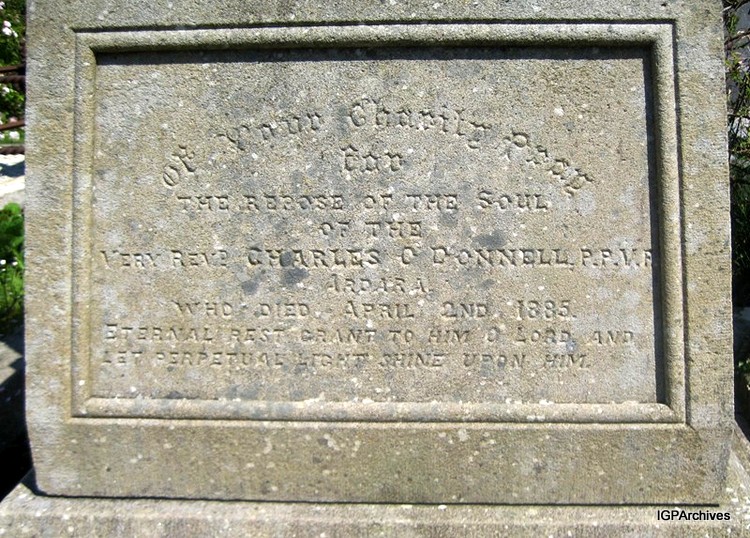 Of Your Charity Pray
for
THE REPOSE OF THE SOUL
OF THE
VERY REVD CHARLES O'DONNELL, P.P.V.F
ARDARA.
WHO DIED APRIL 2ND 1885.
ETERNAL REST GRANT TO HIM O LORD, AND
LET PERPETUAL LIGHT SHINE UPON HIM.
IGPArchives